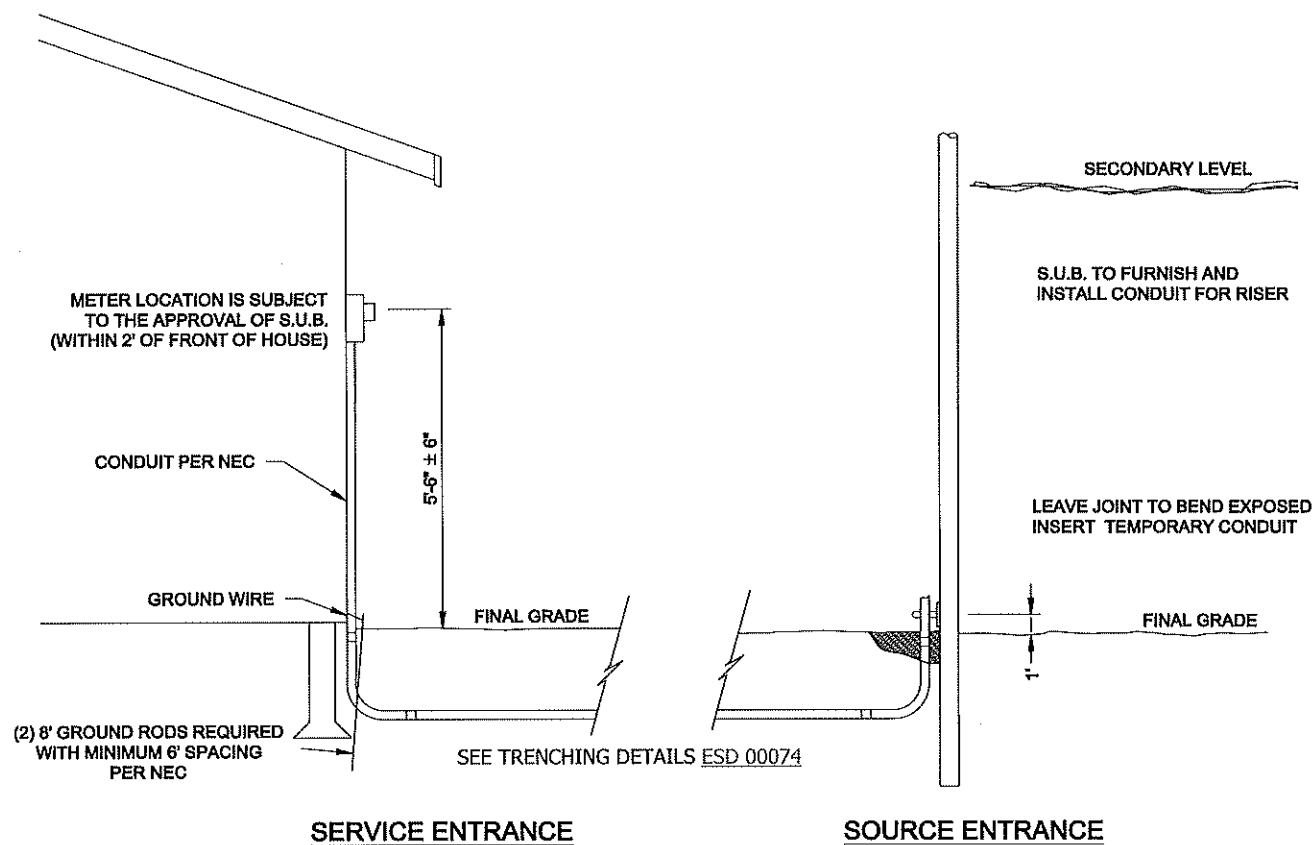 SECONDARY LEVEL
S.U.B. TO FURNISH AND
INSTALL CONDUIT FOR RISER
METER LOCATION IS SUBJECT
TO THE APPROVAL OF S.U.B.
(WITHIN 2' OF FRONT OF HOUSE)
5'-6" ± 6"
CONDUIT PER NEC
LEAVE JOINT TO BEND EXPOSED
INSERT TEMPORARY CONDUIT
GROUND WIRE
FINAL GRADE
FINAL GRADE
1'
(2) 8' GROUND RODS REQUIRED
WITH MINIMUM 6' SPACING
PER NEC
SEE TRENCHING DETAILS ESD 00074
SERVICE ENTRANCE
SOURCE ENTRANCE